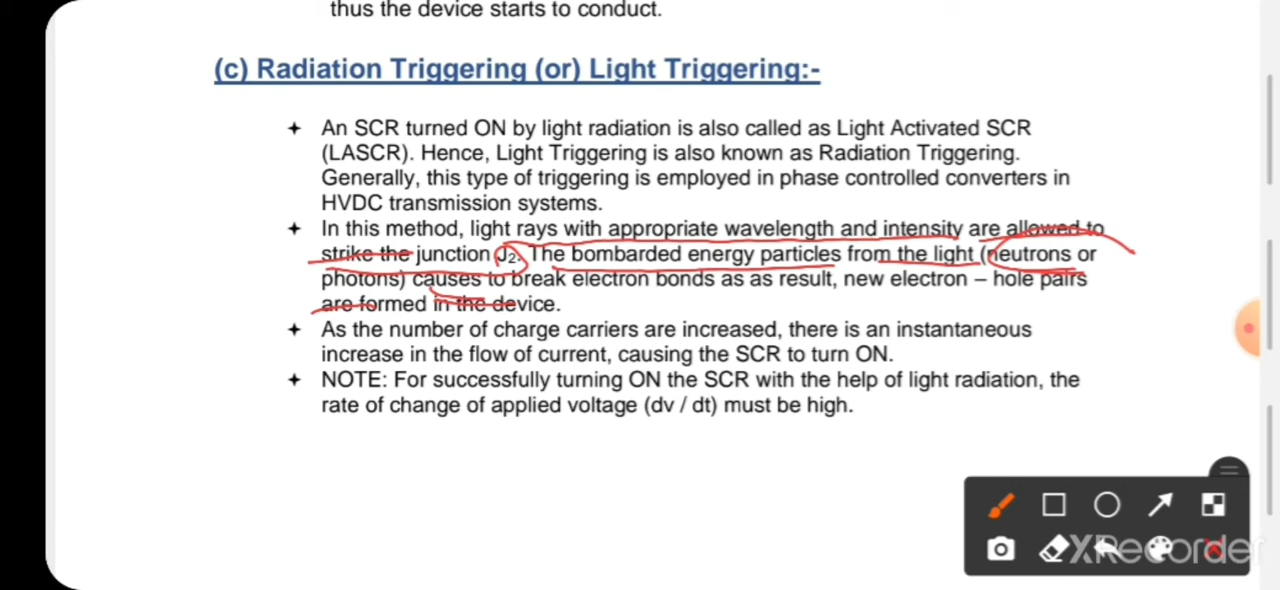 thus the device starts to conduct.
(c) Radiation Triggering (or) Light Triggering:-
+ An SCR turned ON by light radiation is also called as Light Activated SCR
(LASCR). Hence, Light Triggering is also known as Radiation Triggering.
Generally, this type of triggering is employed in phase controlled converters in
HVDC transmission systems.
+ In this method, light rays with appropriate wavelength and intensity are allowed to
strike the junction J2. The bombarded energy particles from the light (neutrons or
photons) causes to break electron bonds as as result, new electron – hole pairs
are formed in the device.
+ As the number of charge carriers are increased, there is an instantaneous
increase in the flow of current, causing the SCR to turn ON.
+ NOTE: For successfully turning ON the SCR with the help of light radiation, the
rate of change of applied voltage (dv / dt) must be high.
XRecorder